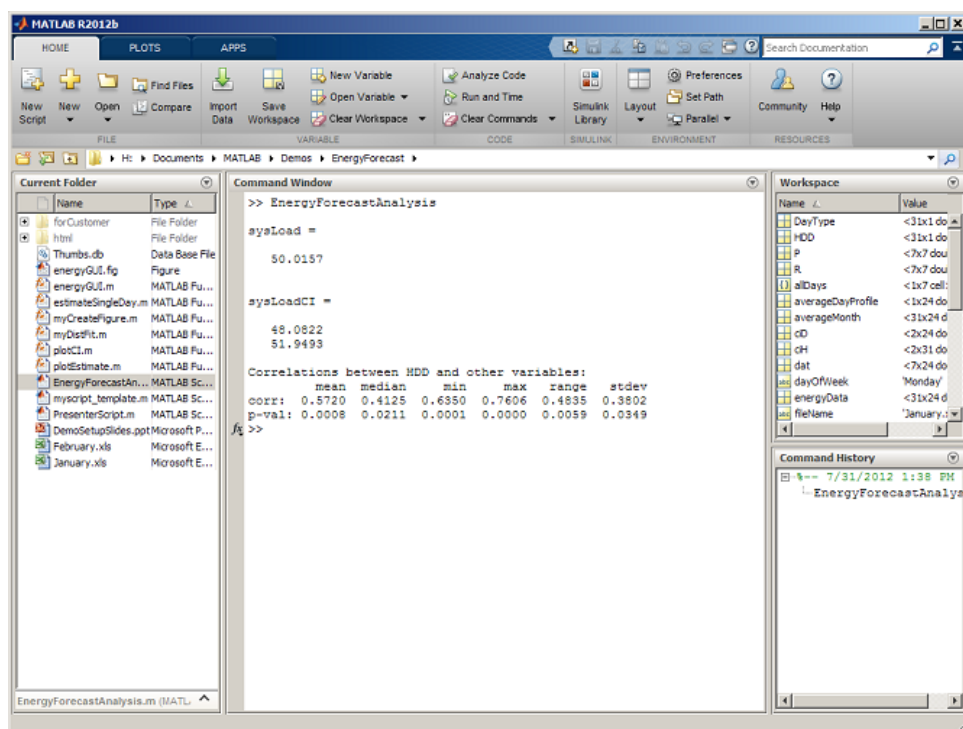 MATLAB R2012b
HOME PLOTS APPS Search Documentation
New Script New Open Find Files Compare Import Data Save Workspace New Variable Open Variable Clear Workspace Analyze Code Run and Time Clear Commands Simulink Library Layout Preferences Set Path Parallel Community Help
FILE VARIABLE CODE SIMULINK ENVIRONMENT RESOURCES
H: Documents MATLAB Demos EnergyForecast
Current Folder
Name Type
forCustomer File Folder
html File Folder
Thumbs.db Data Base File
energyGUI.fig Figure
energyGUI.m MATLAB Fu...
estimateSingleDay.m MATLAB Fu...
myCreateFigure.m MATLAB Fu...
myDistFit.m MATLAB Fu...
plotCI.m MATLAB Fu...
plotEstimate.m MATLAB Fu...
EnergyForecastAn... MATLAB Sc...
myscript_template.m MATLAB Sc...
PresenterScript.m MATLAB Sc...
DemoSetupSlides.ppt Microsoft P...
February.xls Microsoft E...
January.xls Microsoft E...
EnergyForecastAnalysis.m (MATL
Command Window
>> EnergyForecastAnalysis
sysLoad =
50.0157
sysLoadCI =
48.0822
51.9493
Correlations between HDD and other variables:
mean median min max range stdev
corr: 0.5720 0.4125 0.6350 0.7606 0.4835 0.3802
p-val: 0.0008 0.0211 0.0001 0.0000 0.0059 0.0349
fx >>
Workspace
Name Value
DayType <31x1 do
HDD <31x1 do
P <7x7 dou
R <7x7 dou
allDays <1x7 cell
averageDayProfile <1x24 do
averageMonth <31x24 d
ciD <2x24 do
ciH <2x31 do
dat <7x24 do
dayOfWeek 'Monday'
energyData <31x24 d
fileName 'January.
Command History
%-- 7/31/2012 1:38 PM
EnergyForecastAnalys